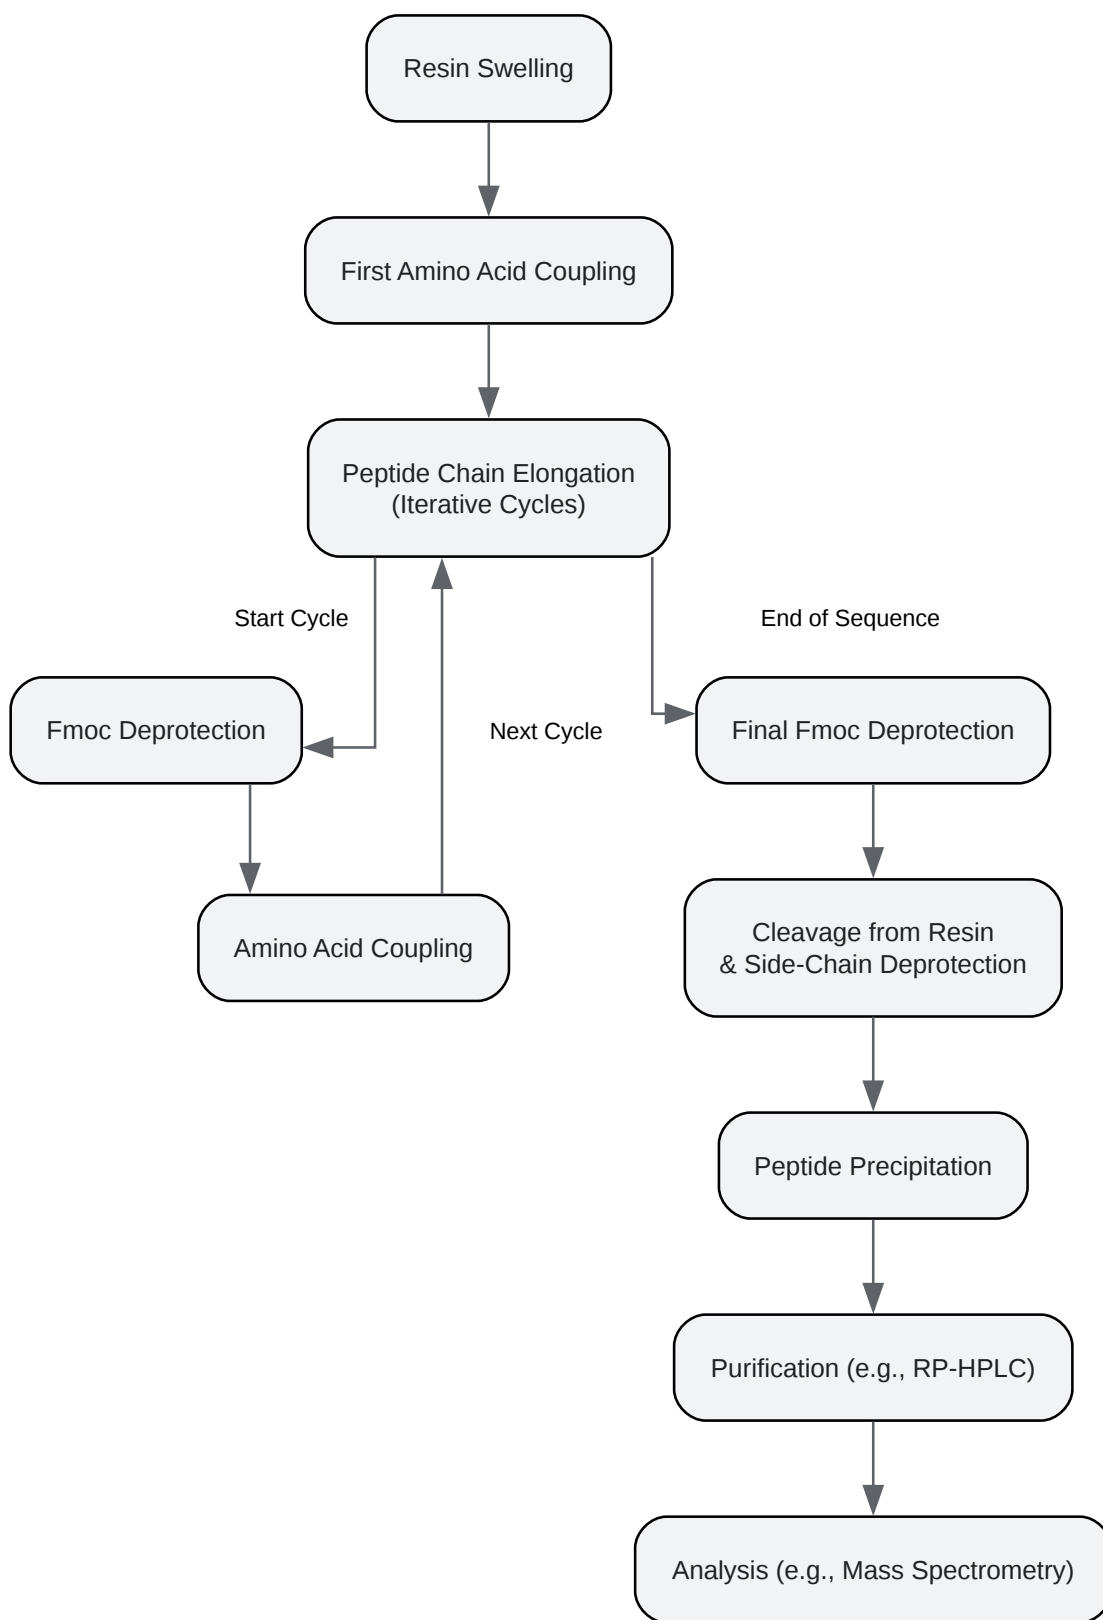 Resin Swelling
First Amino Acid Coupling
Peptide Chain Elongation
(Iterative Cycles)
Start Cycle
End of Sequence
Fmoc Deprotection
Next Cycle
Final Fmoc Deprotection
Amino Acid Coupling
Cleavage from Resin
& Side-Chain Deprotection
Peptide Precipitation
Purification (e.g., RP-HPLC)
Analysis (e.g., Mass Spectrometry)